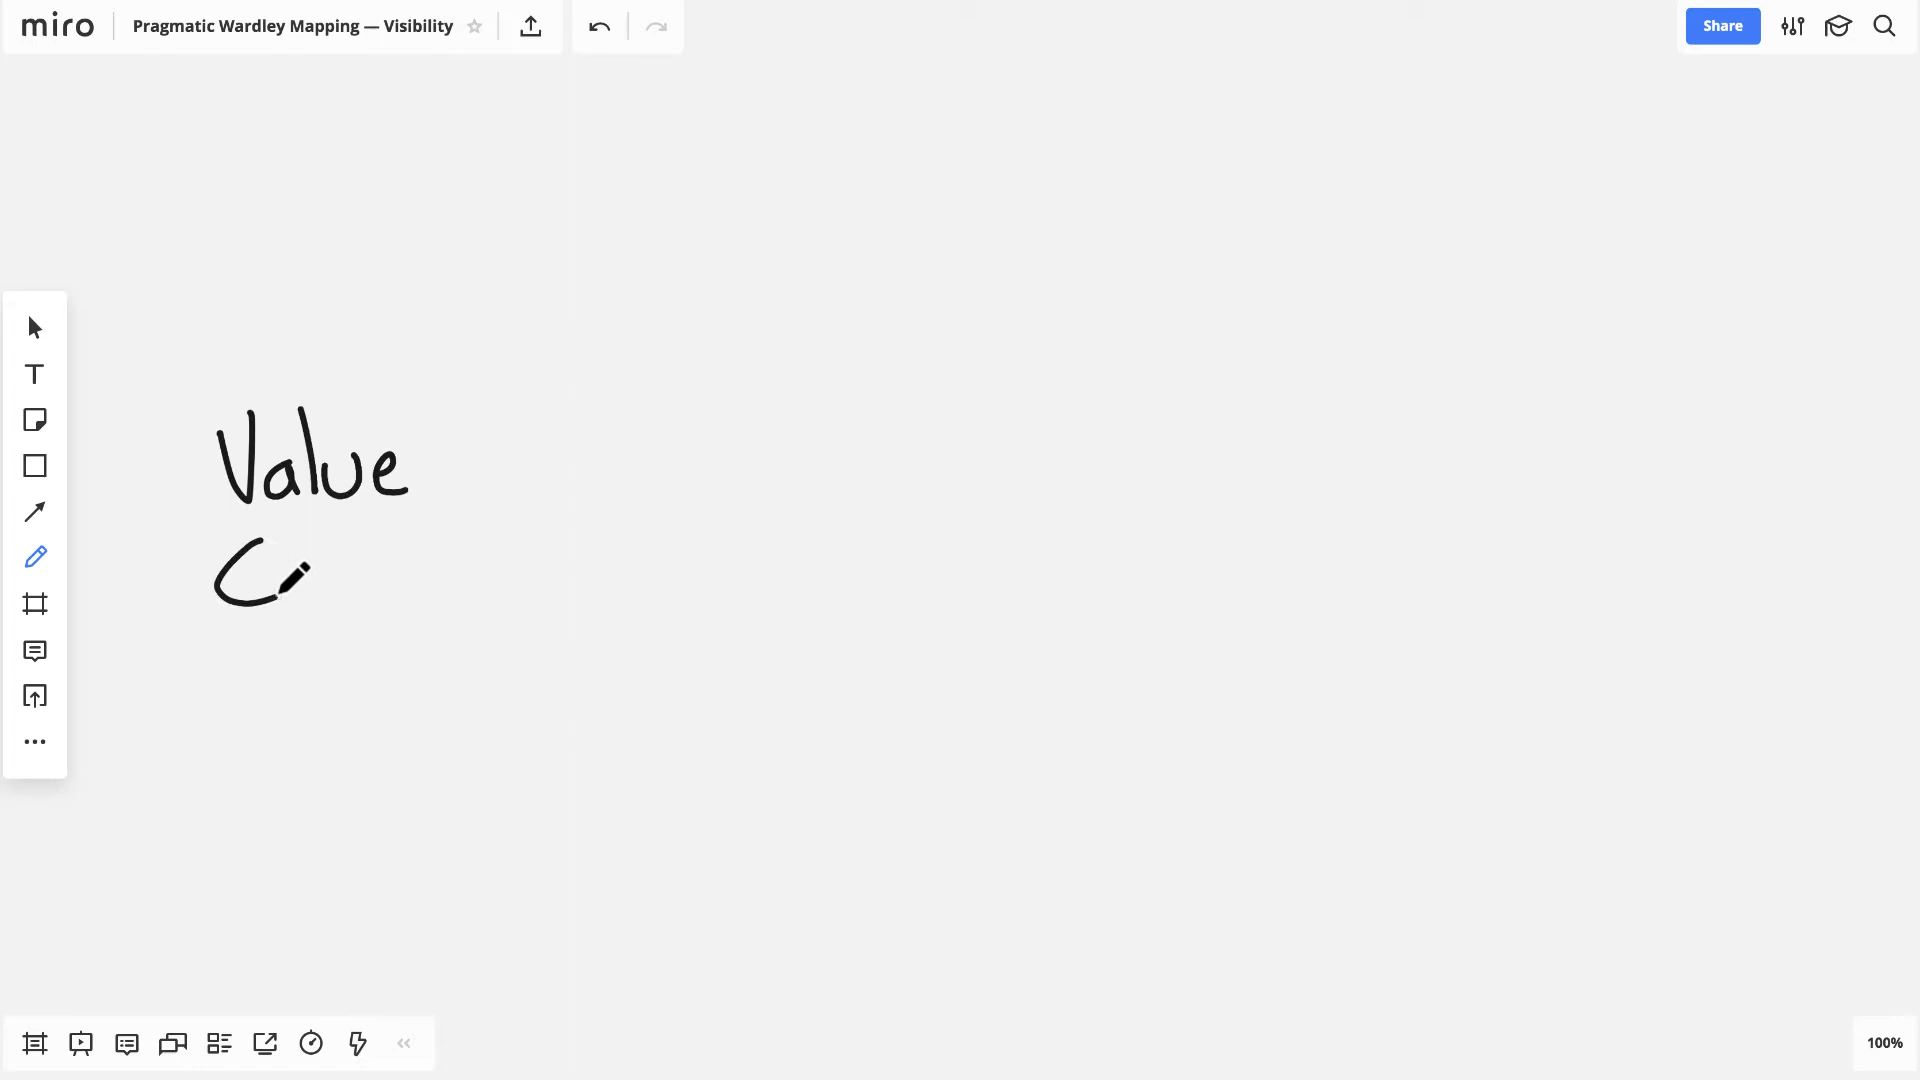 miro
Pragmatic Wardley Mapping — Visibility
Share
Value
C
100%